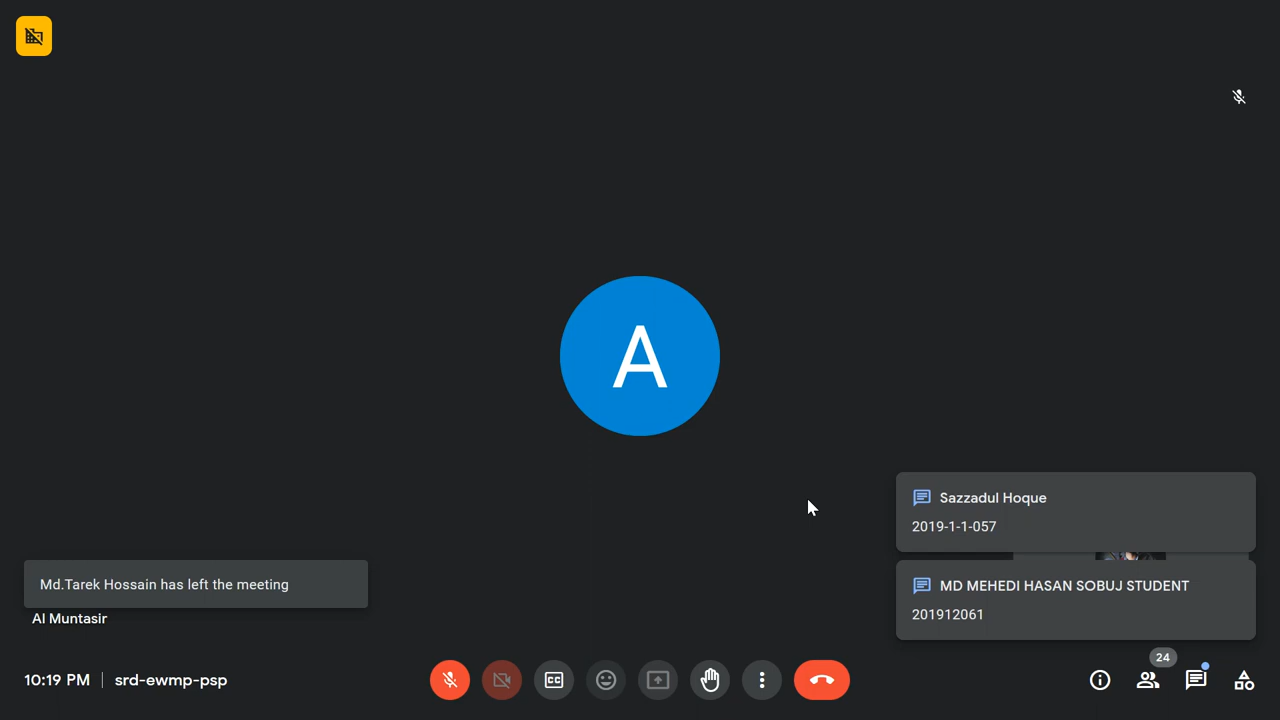 A
Sazzadul Hoque
2019-1-1-057
Md.Tarek Hossain has left the meeting
MD MEHEDI HASAN SOBUJ STUDENT
201912061
Al Muntasir
24
10:19 PM | srd-ewmp-psp
CC